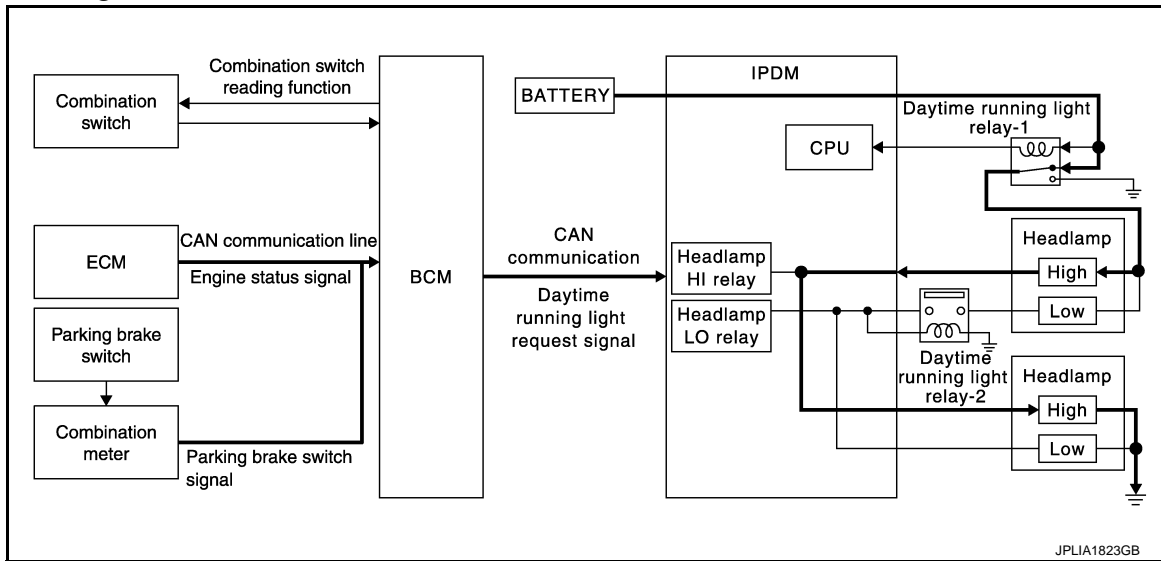 Combination switch
reading function
Combination
switch
ECM
CAN communication line
Engine status signal
Parking brake
switch
Combination
meter
Parking brake switch
signal
BCM
CAN
communication
Daytime
running light
request signal
BATTERY
IPDM
CPU
Daytime running light
relay-1
Headlamp
HI relay
Headlamp
LO relay
Daytime
running light
relay-2
Headlamp
High
Low
Headlamp
High
Low
JPLIA1823GB